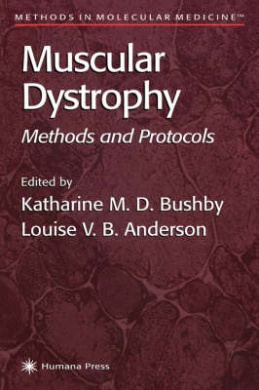 METHODS IN MOLECULAR MEDICINE™
Muscular
Dystrophy
Methods and Protocols
Edited by
Katharine M. D. Bushby
Louise V. B. Anderson
Humana Press